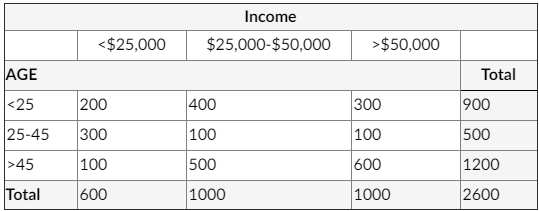 Income
<$25,000 $25,000-$50,000 >$50,000
AGE Total
<25 200 400 300 900
25-45 300 100 100 500
>45 100 500 600 1200
Total 600 1000 1000 2600